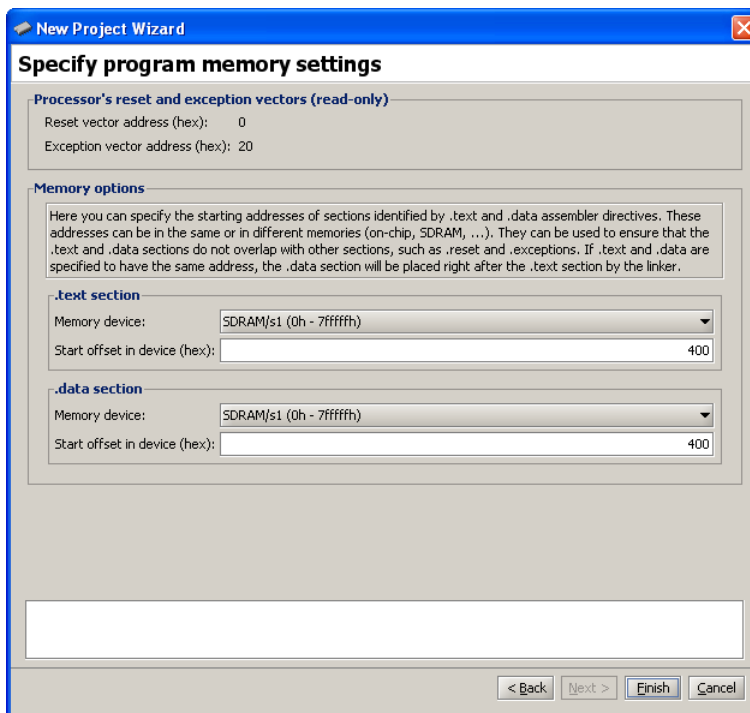 New Project Wizard
Specify program memory settings
Processor's reset and exception vectors (read-only)
Reset vector address (hex): 0
Exception vector address (hex): 20
Memory options
Here you can specify the starting addresses of sections identified by .text and .data assembler directives. These
addresses can be in the same or in different memories (on-chip, SDRAM, ...). They can be used to ensure that the
.text and .data sections do not overlap with other sections, such as .reset and .exceptions. If .text and .data are
specified to have the same address, the .data section will be placed right after the .text section by the linker.
.text section
Memory device: SDRAM/s1 (0h - 7fffffh)
Start offset in device (hex): 400
.data section
Memory device: SDRAM/s1 (0h - 7fffffh)
Start offset in device (hex): 400
< Back Next > Finish Cancel